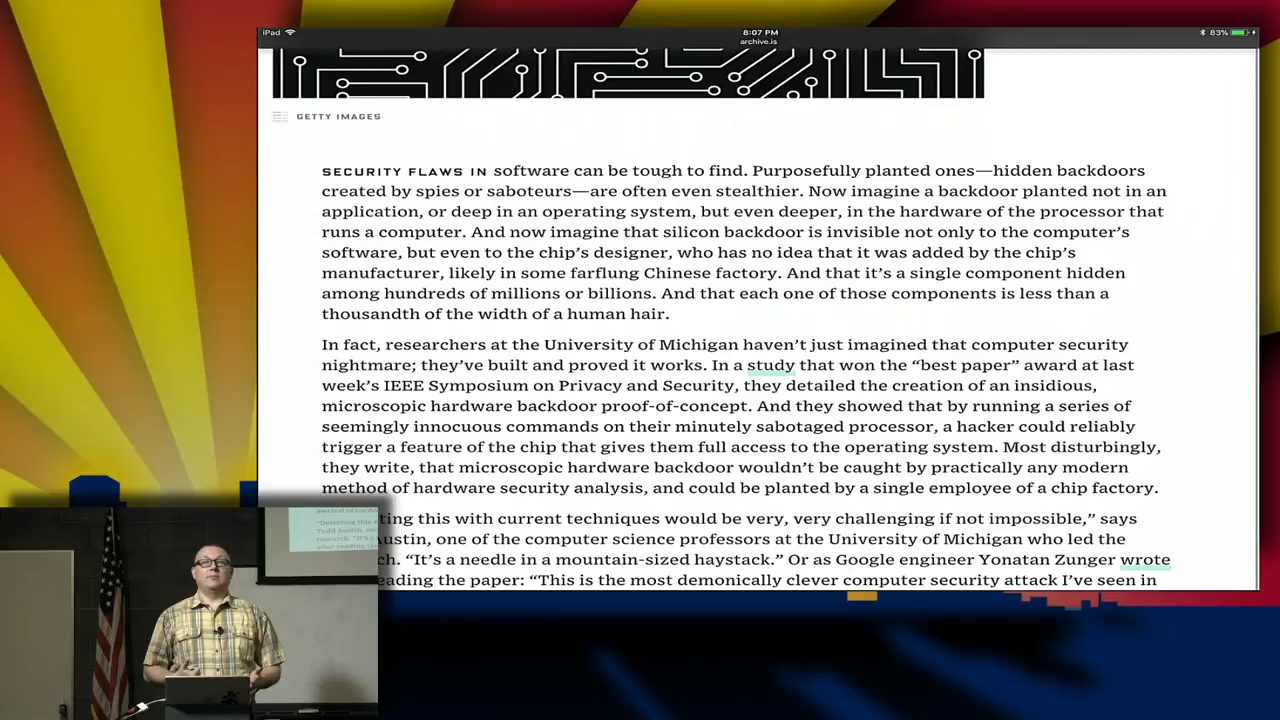 iPad 8:07 PM 83%
archive.is
GETTY IMAGES
SECURITY FLAWS IN software can be tough to find. Purposefully planted ones—hidden backdoors
created by spies or saboteurs—are often even stealthier. Now imagine a backdoor planted not in an
application, or deep in an operating system, but even deeper, in the hardware of the processor that
runs a computer. And now imagine that silicon backdoor is invisible not only to the computer’s
software, but even to the chip’s designer, who has no idea that it was added by the chip’s
manufacturer, likely in some farflung Chinese factory. And that it’s a single component hidden
among hundreds of millions or billions. And that each one of those components is less than a
thousandth of the width of a human hair.
In fact, researchers at the University of Michigan haven’t just imagined that computer security
nightmare; they’ve built and proved it works. In a study that won the “best paper” award at last
week’s IEEE Symposium on Privacy and Security, they detailed the creation of an insidious,
microscopic hardware backdoor proof-of-concept. And they showed that by running a series of
seemingly innocuous commands on their minutely sabotaged processor, a hacker could reliably
trigger a feature of the chip that gives them full access to the operating system. Most disturbingly,
they write, that microscopic hardware backdoor wouldn’t be caught by practically any modern
method of hardware security analysis, and could be planted by a single employee of a chip factory.
ting this with current techniques would be very, very challenging if not impossible,” says
ustin, one of the computer science professors at the University of Michigan who led the
ch. “It’s a needle in a mountain-sized haystack.” Or as Google engineer Yonatan Zunger wrote
eading the paper: “This is the most demonically clever computer security attack I’ve seen in